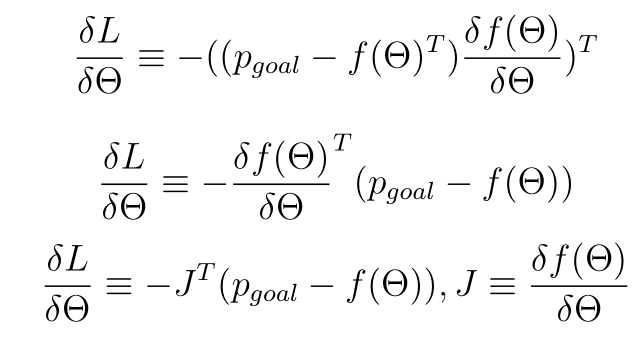 δL/δΘ ≡ −((p_goal − f(Θ)^T) δf(Θ)/δΘ)^T
δL/δΘ ≡ −δf(Θ)/δΘ^T (p_goal − f(Θ))
δL/δΘ ≡ −J^T(p_goal − f(Θ)), J ≡ δf(Θ)/δΘ